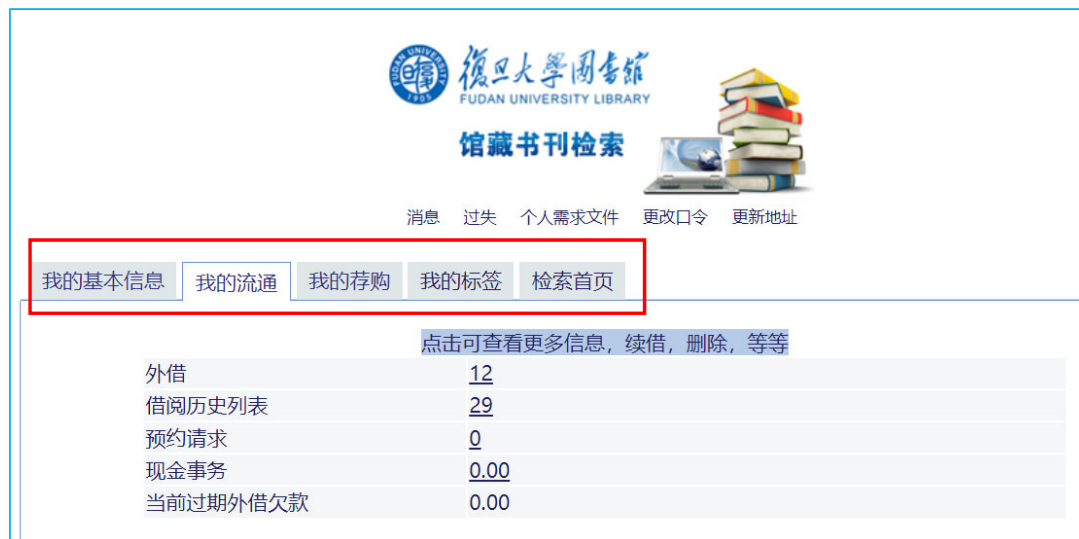 復旦大學圖書館
FUDAN UNIVERSITY LIBRARY
馆藏书刊检索
消息 过失 个人需求文件 更改口令 更新地址
我的基本信息 我的流通 我的荐购 我的标签 检索首页
点击可查看更多信息，续借，删除，等等
外借 12
借阅历史列表 29
预约请求 0
现金事务 0.00
当前过期外借欠款 0.00